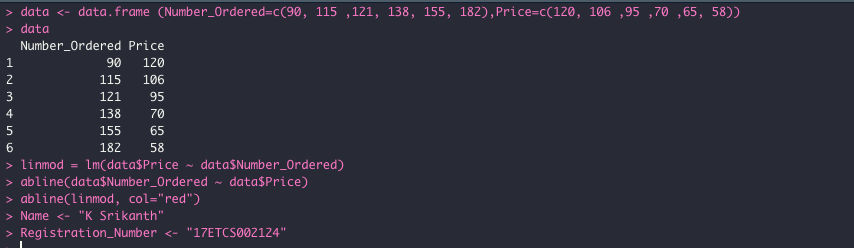 > data <- data.frame (Number_Ordered=c(90, 115 ,121, 138, 155, 182),Price=c(120, 106 ,95 ,70 ,65, 58))
> data
  Number_Ordered Price
1             90   120
2            115   106
3            121    95
4            138    70
5            155    65
6            182    58
> linmod = lm(data$Price ~ data$Number_Ordered)
> abline(data$Number_Ordered ~ data$Price)
> abline(linmod, col="red")
> Name <- "K Srikanth"
> Registration_Number <- "17ETCS002124"